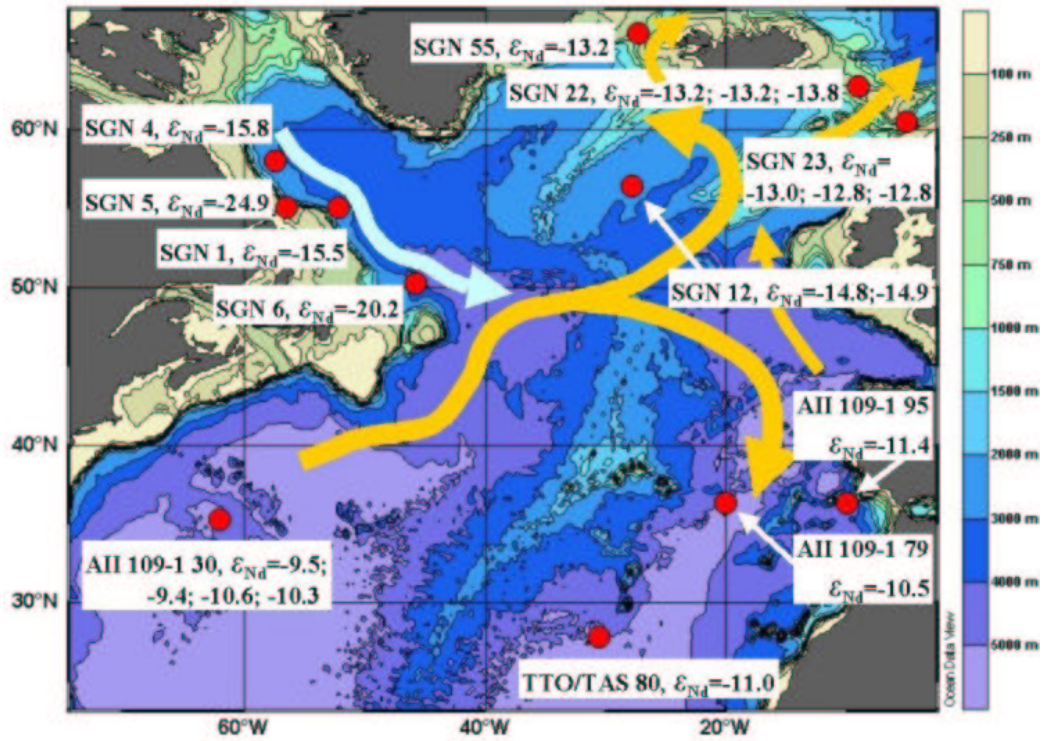 SGN 55, εNd=-13.2
SGN 22, εNd=-13.2; -13.2; -13.8
SGN 4, εNd=-15.8
SGN 23, εNd=
-13.0; -12.8; -12.8
SGN 5, εNd=-24.9
SGN 1, εNd=-15.5
SGN 12, εNd=-14.8;-14.9
SGN 6, εNd=-20.2
AII 109-1 95
εNd=-11.4
AII 109-1 79
εNd=-10.5
AII 109-1 30, εNd=-9.5;
-9.4; -10.6; -10.3
TTO/TAS 80, εNd=-11.0
60°N
50°N
40°N
30°N
60°W
40°W
20°W
0°
100 m
250 m
500 m
750 m
1000 m
1500 m
2000 m
3000 m
4000 m
5000 m
Ocean Data View